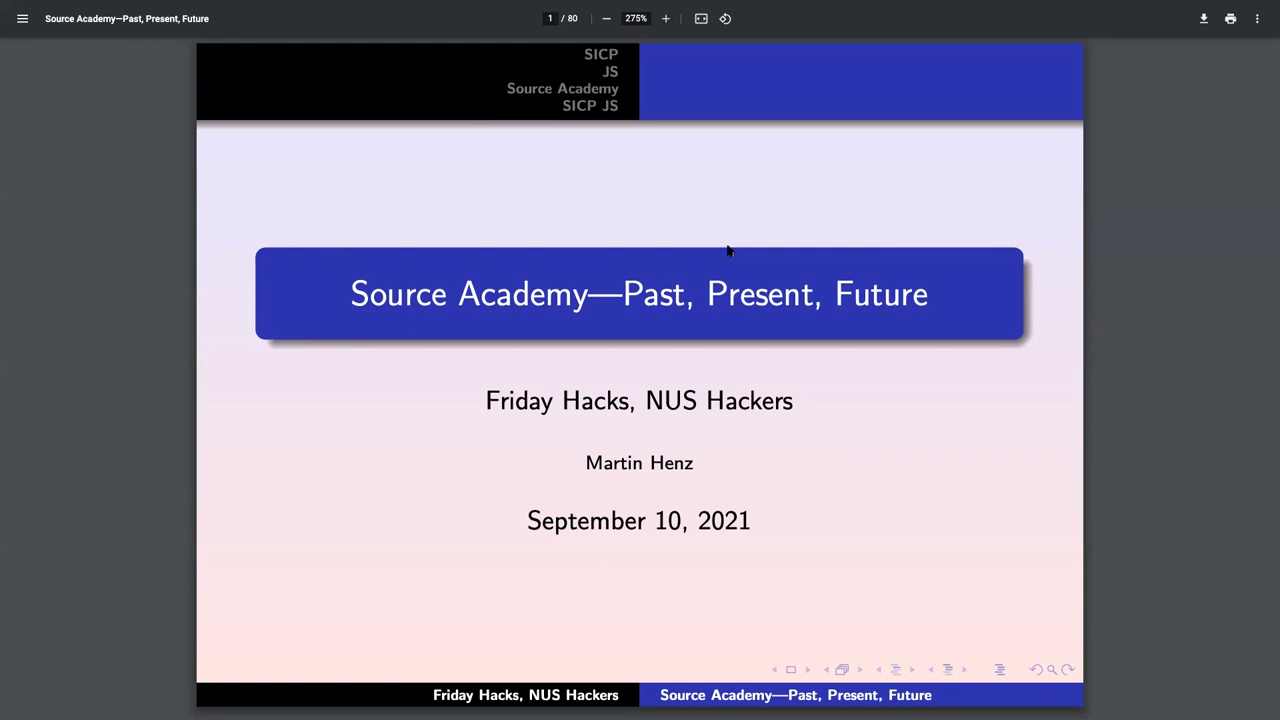 Source Academy—Past, Present, Future
1 / 80
275%
SICP
JS
Source Academy
SICP JS
Source Academy—Past, Present, Future
Friday Hacks, NUS Hackers
Martin Henz
September 10, 2021
Friday Hacks, NUS Hackers
Source Academy—Past, Present, Future